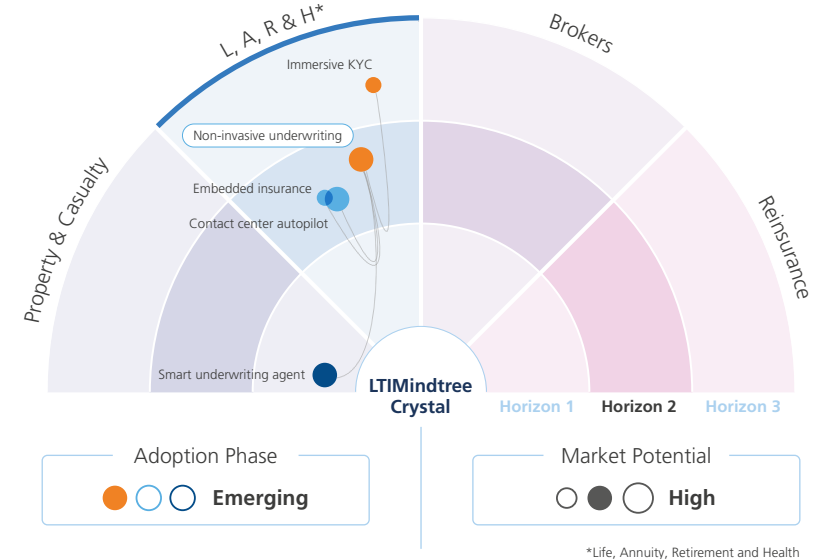 L, A, R & H*
Brokers
Immersive KYC
Non-invasive underwriting
Embedded insurance
Contact center autopilot
Property & Casualty
Reinsurance
Smart underwriting agent
LTIMindtree
Crystal
Horizon 1
Horizon 2
Horizon 3
Adoption Phase
Emerging
Market Potential
High
*Life, Annuity, Retirement and Health